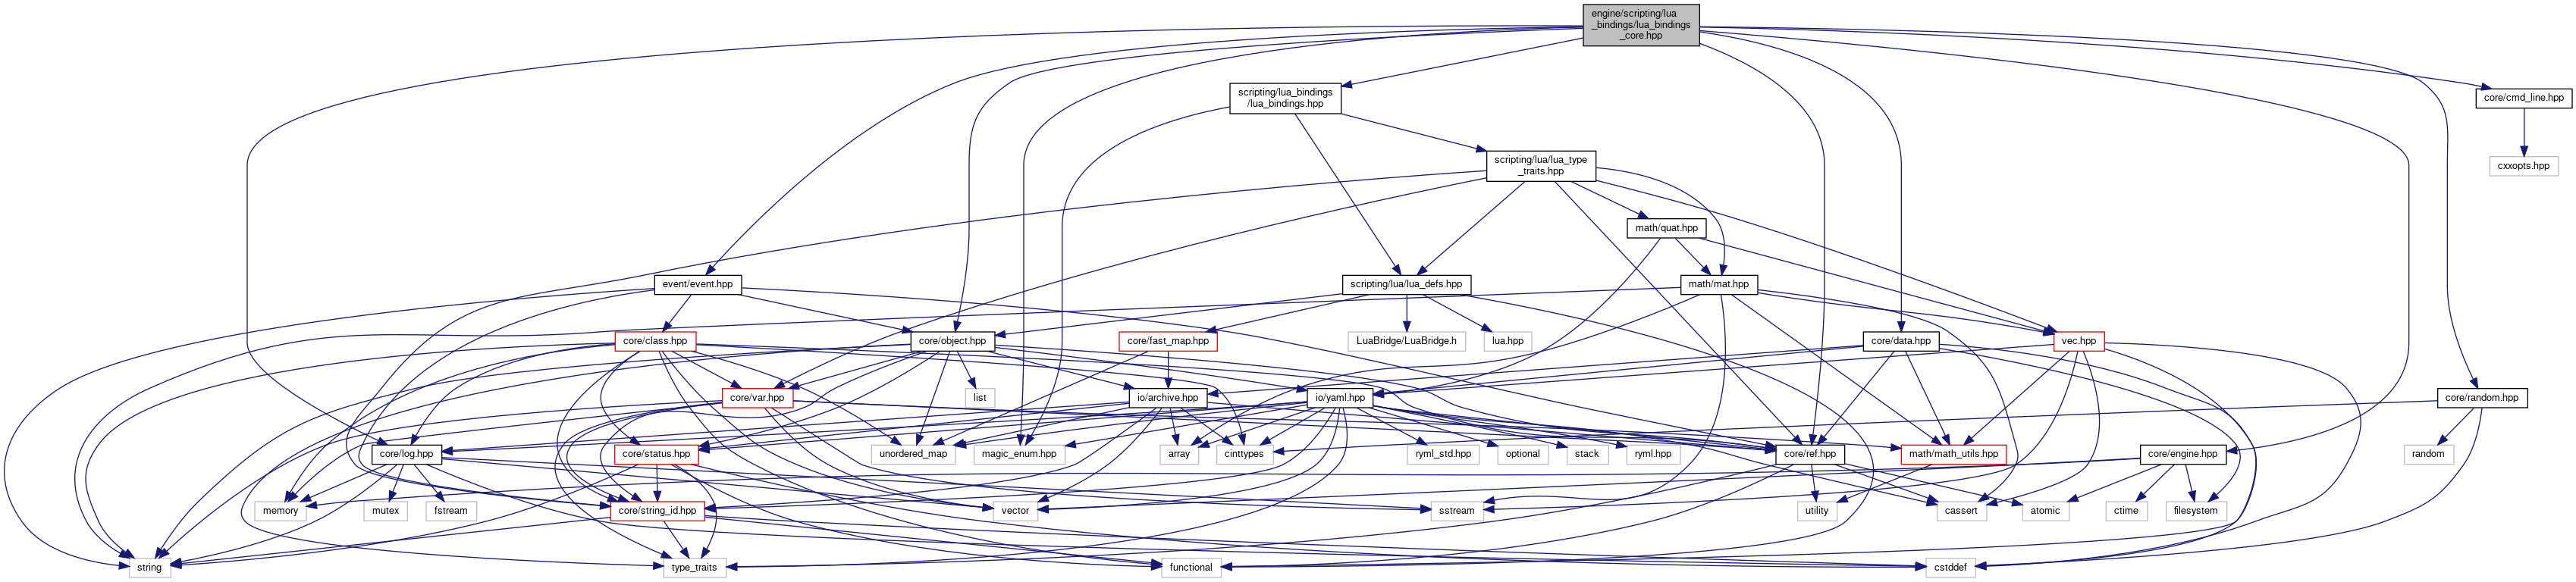 engine/scripting/lua
_bindings/lua_bindings
_core.hpp
scripting/lua_bindings
/lua_bindings.hpp
core/cmd_line.hpp
scripting/lua/lua_type
_traits.hpp
cxxopts.hpp
math/quat.hpp
event/event.hpp
scripting/lua/lua_defs.hpp
math/mat.hpp
core/class.hpp
core/object.hpp
core/fast_map.hpp
LuaBridge/LuaBridge.h
lua.hpp
core/data.hpp
vec.hpp
core/var.hpp
list
io/archive.hpp
io/yaml.hpp
core/random.hpp
core/log.hpp
core/status.hpp
unordered_map
magic_enum.hpp
array
cinttypes
ryml_std.hpp
optional
stack
ryml.hpp
core/ref.hpp
math/math_utils.hpp
core/engine.hpp
random
memory
mutex
fstream
core/string_id.hpp
vector
sstream
utility
cassert
atomic
ctime
filesystem
string
type_traits
functional
cstddef